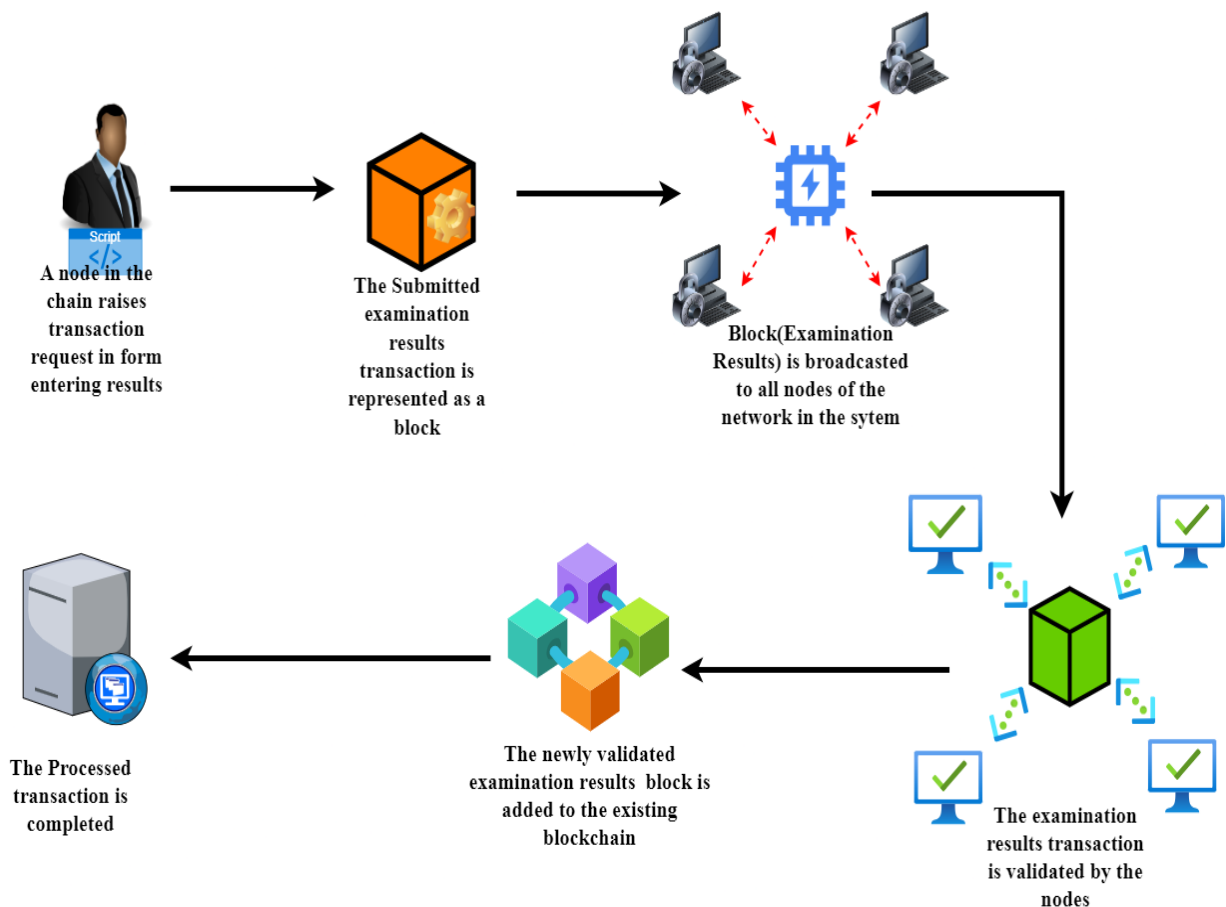 Script
</>
A node in the
chain raises
transaction
request in form
entering results
The Submitted
examination
results
transaction is
represented as a
block
Block(Examination
Results) is broadcasted
to all nodes of the
network in the sytem
The examination
results transaction
is validated by the
nodes
The newly validated
examination results block is
added to the existing
blockchain
The Processed
transaction is
completed